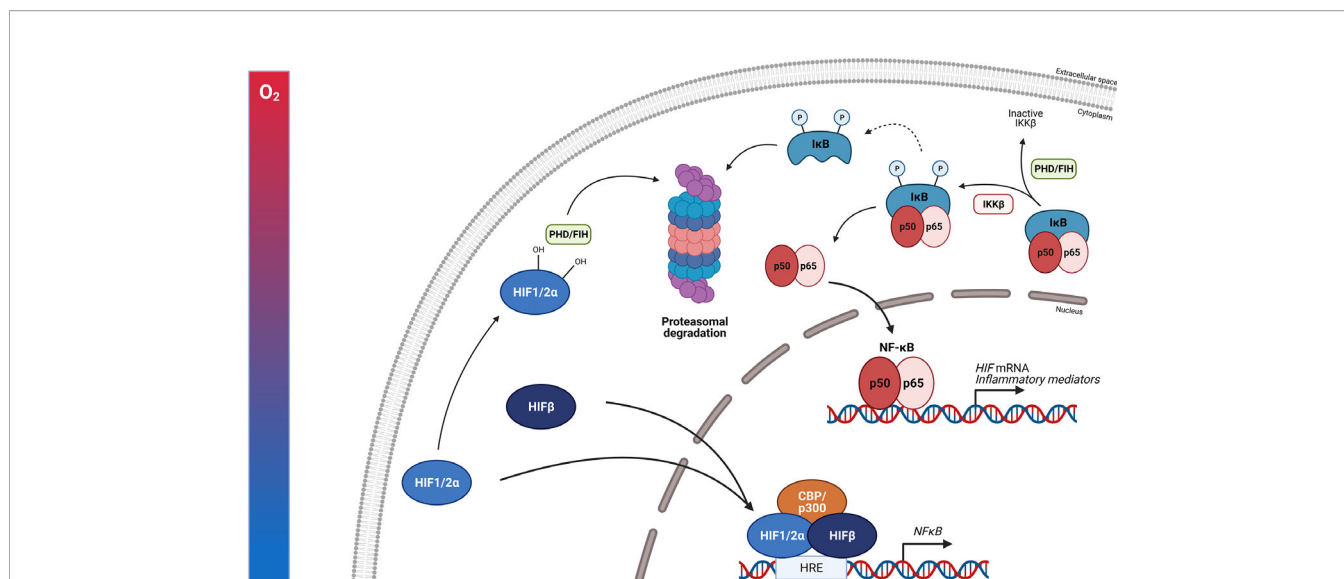 O₂
Extracellular space
Cytoplasm
Inactive
IKKβ
P
P
IκB
PHD/FIH
P
P
IκB
IKKβ
p50
p65
IκB
p50
p65
PHD/FIH
OH
OH
HIF1/2α
p50
p65
Proteasomal
degradation
Nucleus
NF-κB
p50
p65
HIF mRNA
Inflammatory mediators
HIFβ
HIF1/2α
CBP/
p300
HIF1/2α
HIFβ
NFκB
HRE